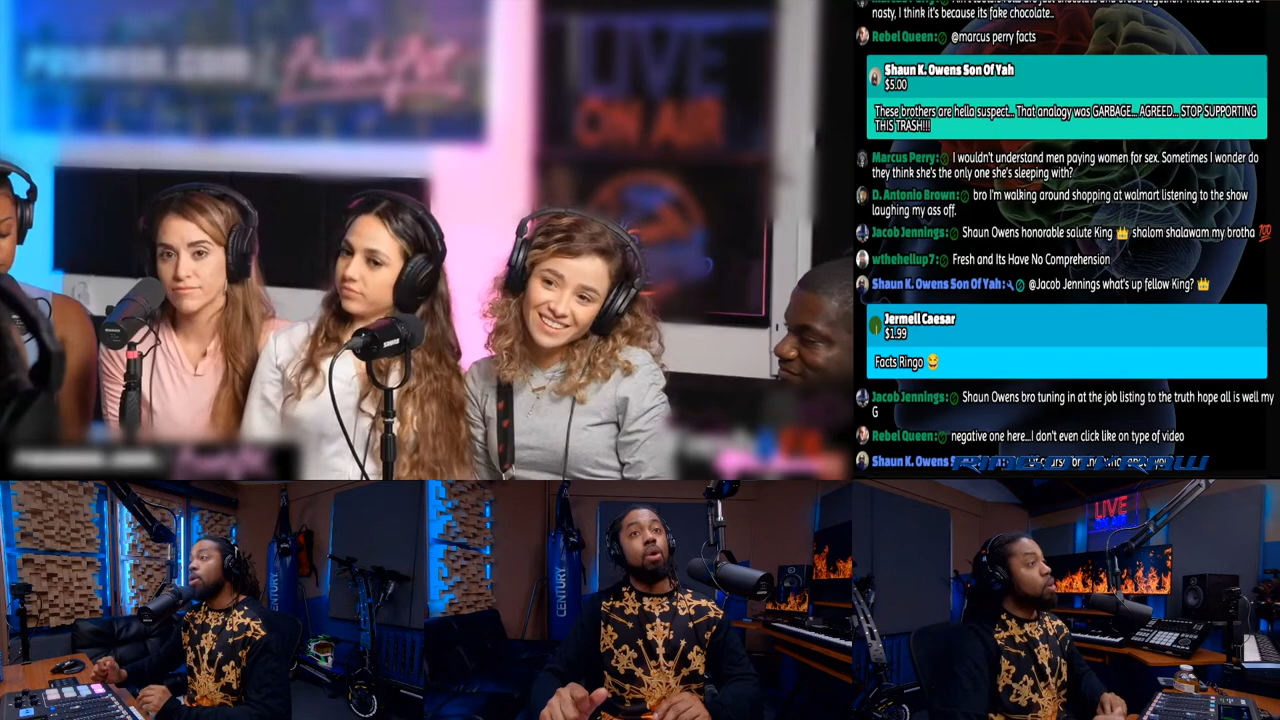 LIVE
ON AIR
nasty, I think it's because its fake chocolate..
Rebel Queen: @marcus perry facts
Shaun K. Owens Son Of Yah
$5.00
These brothers are hella suspect... That analogy was GARBAGE... AGREED... STOP SUPPORTING
THIS TRASH!!!
Marcus Perry: I wouldn't understand men paying women for sex. Sometimes I wonder do
they think she's the only one she's sleeping with?
D. Antonio Brown: bro I'm walking around shopping at walmart listening to the show
laughing my ass off.
Jacob Jennings: Shaun Owens honorable salute King 👑 shalom shalawam my brotha 💯
wthehellup7: Fresh and Its Have No Comprehension
Shaun K. Owens Son Of Yah: @Jacob Jennings what's up fellow King? 👑
Jermell Caesar
$1.99
Facts Ringo 😂
Jacob Jennings: Shaun Owens bro tuning in at the job listing to the truth hope all is well my
G
Rebel Queen: negative one here...I don't even click like on type of video
Shaun K. Owens
SHURE
CENTURY
CENTURY
LIVE
ON AIR